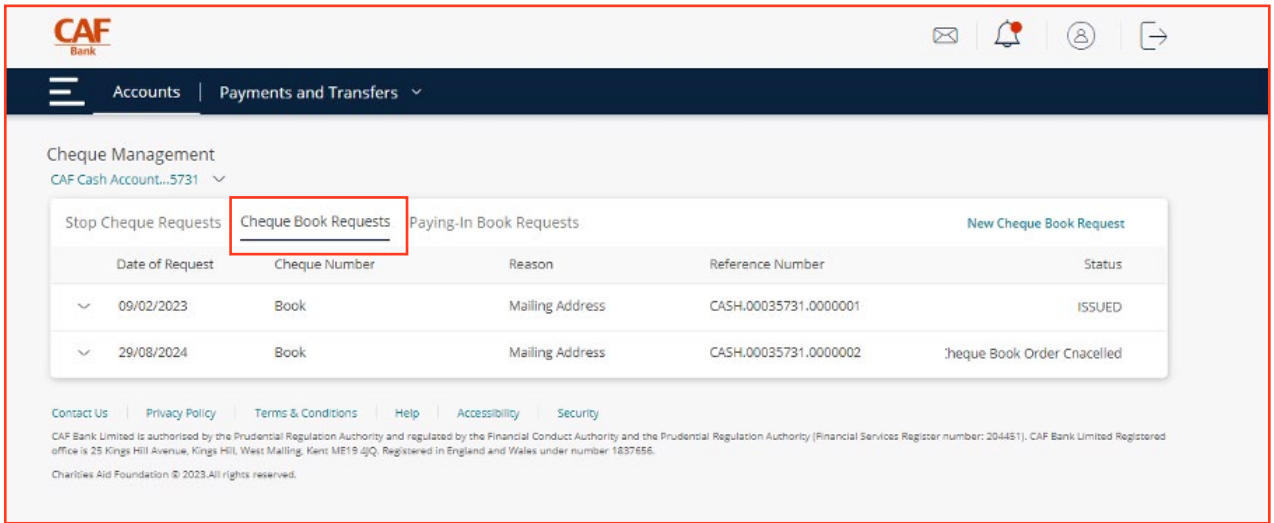 CAF
Bank
Accounts | Payments and Transfers
Cheque Management
CAF Cash Account...5731
Stop Cheque Requests Cheque Book Requests Paying-In Book Requests New Cheque Book Request
Date of Request Cheque Number Reason Reference Number Status
09/02/2023 Book Mailing Address CASH.00035731.0000001 ISSUED
29/08/2024 Book Mailing Address CASH.00035731.0000002 :heque Book Order Cnacelled
Contact Us | Privacy Policy | Terms & Conditions | Help | Accessibility | Security
CAF Bank Limited is authorised by the Prudential Regulation Authority and regulated by the Financial Conduct Authority and the Prudential Regulation Authority (Financial Services Register number: 204451). CAF Bank Limited Registered
office is 25 Kings Hill Avenue, Kings Hill, West Malling, Kent ME19 4JQ. Registered in England and Wales under number 1837656.
Charities Aid Foundation © 2023.All rights reserved.